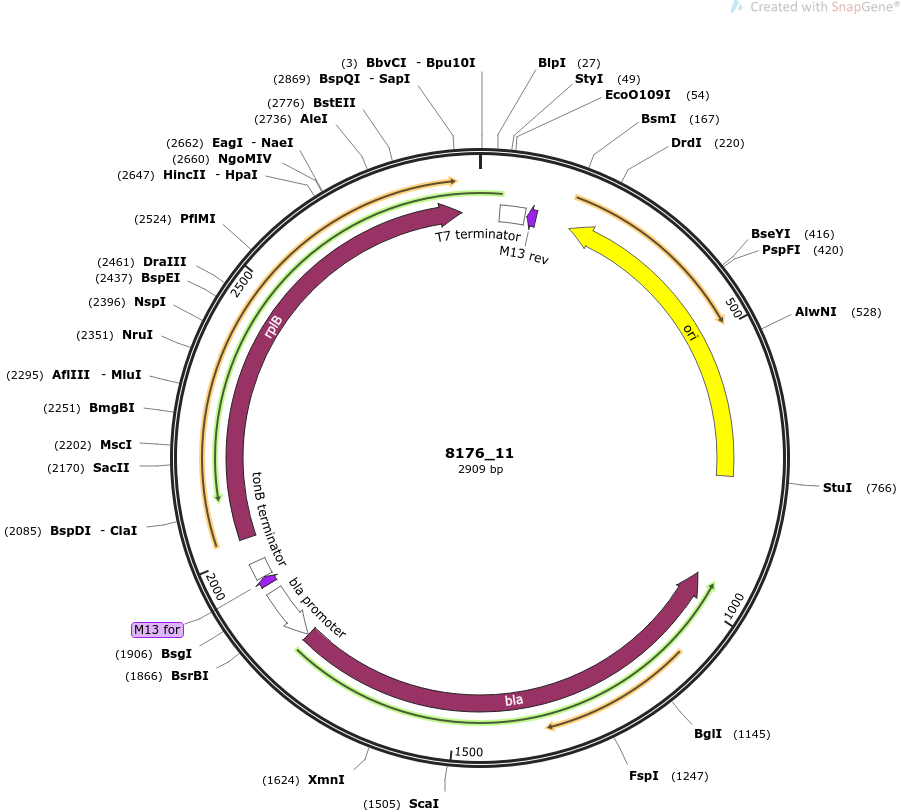 Created with SnapGene®
(3) BbvCI - Bpu10I
(2869) BspQI - SapI
(2776) BstEII
(2736) AleI
(2662) EagI - NaeI
(2660) NgoMIV
(2647) HincII - HpaI
(2524) PflMI
(2461) DraIII
(2437) BspEI
(2396) NspI
(2351) NruI
(2295) AflIII - MluI
(2251) BmgBI
(2202) MscI
(2170) SacII
(2085) BspDI - ClaI
M13 for
(1906) BsgI
(1866) BsrBI
(1624) XmnI
(1505) ScaI
BlpI (27)
StyI (49)
EcoO109I (54)
BsmI (167)
DrdI (220)
BseYI (416)
PspFI (420)
AlwNI (528)
StuI (766)
BglI (1145)
FspI (1247)
500
1000
1500
2000
2500
T7 terminator
M13 rev
ori
rplB
tonB terminator
bla promoter
bla
8176_11
2909 bp